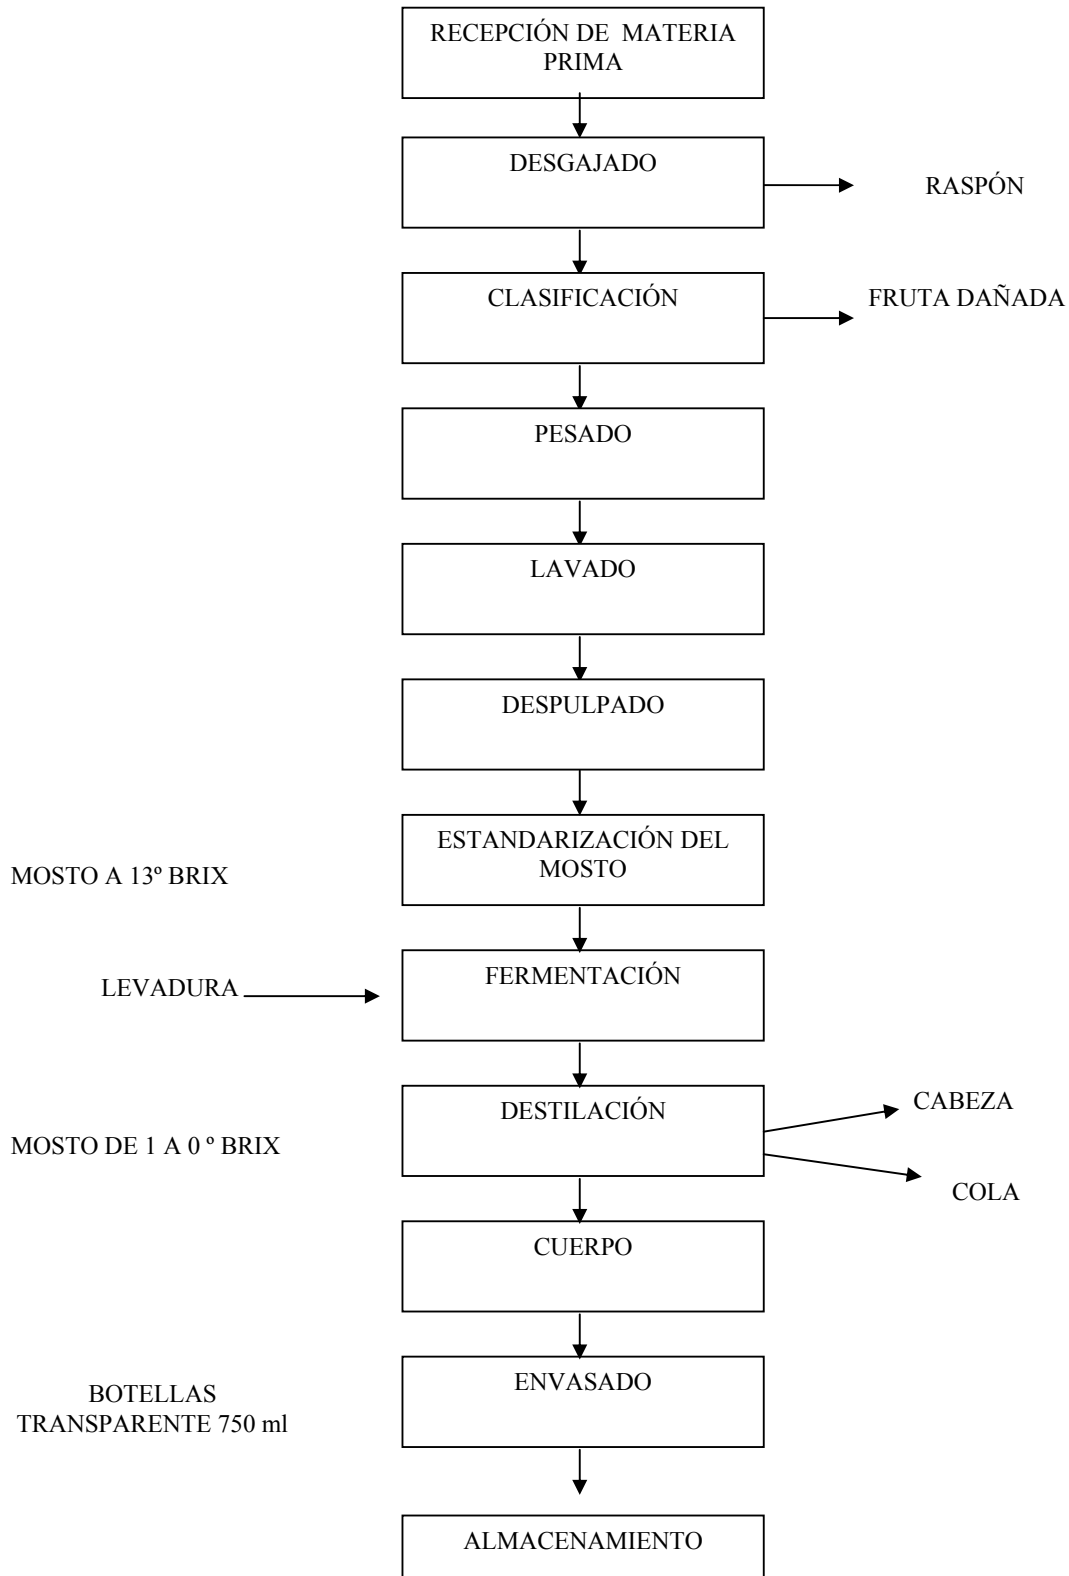 RECEPCIÓN DE MATERIA
PRIMA
DESGAJADO
RASPÓN
CLASIFICACIÓN
FRUTA DAÑADA
PESADO
LAVADO
DESPULPADO
ESTANDARIZACIÓN DEL
MOSTO
MOSTO A 13º BRIX
FERMENTACIÓN
LEVADURA
DESTILACIÓN
CABEZA
MOSTO DE 1 A 0 º BRIX
COLA
CUERPO
ENVASADO
BOTELLAS
TRANSPARENTE 750 ml
ALMACENAMIENTO